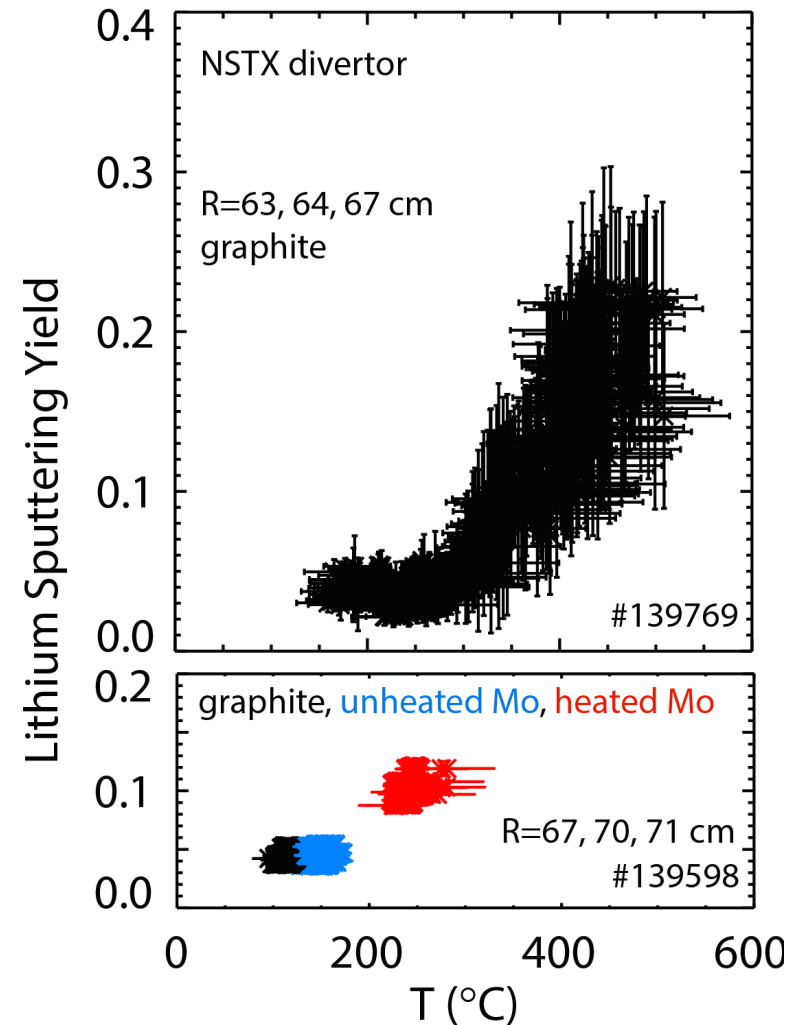 0.4
NSTX divertor
0.3
R=63, 64, 67 cm
graphite
0.2
0.1
#139769
0.0
Lithium Sputtering Yield
0.2
graphite, unheated Mo, heated Mo
0.1
R=67, 70, 71 cm
#139598
0.0
0 200 400 600
T (°C)